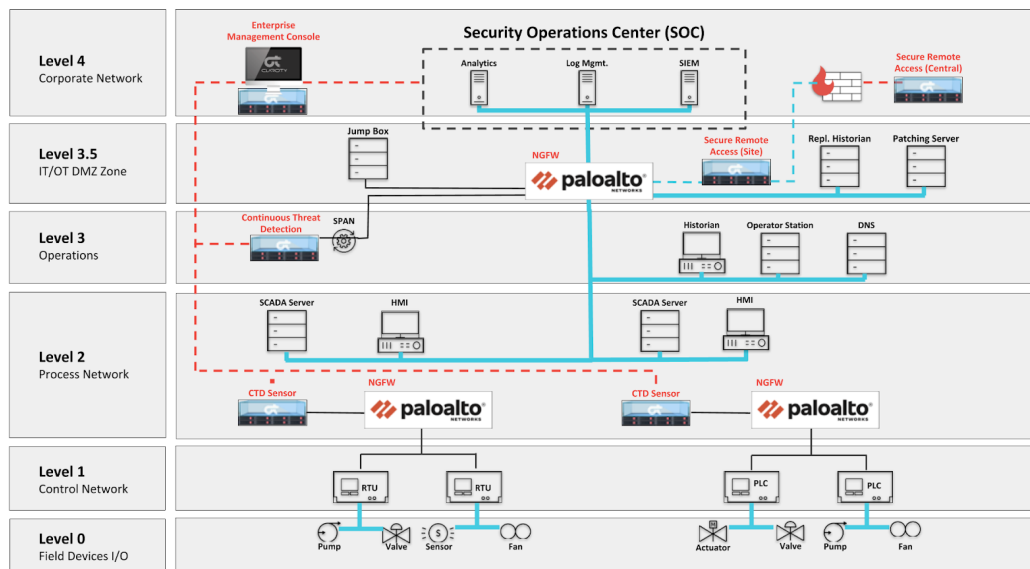 Level 4
Corporate Network
Enterprise
Management Console
CLAROTY
Security Operations Center (SOC)
Analytics
Log Mgmt.
SIEM
Secure Remote
Access (Central)
Level 3.5
IT/OT DMZ Zone
Jump Box
NGFW
paloalto®
NETWORKS
Secure Remote
Access (Site)
Repl. Historian
Patching Server
Level 3
Operations
Continuous Threat
Detection
SPAN
Historian
Operator Station
DNS
Level 2
Process Network
SCADA Server
HMI
SCADA Server
HMI
CTD Sensor
NGFW
paloalto®
NETWORKS
CTD Sensor
NGFW
paloalto®
NETWORKS
Level 1
Control Network
RTU
RTU
PLC
PLC
Level 0
Field Devices I/O
Pump
Valve
S
Sensor
Fan
Actuator
Valve
Pump
Fan